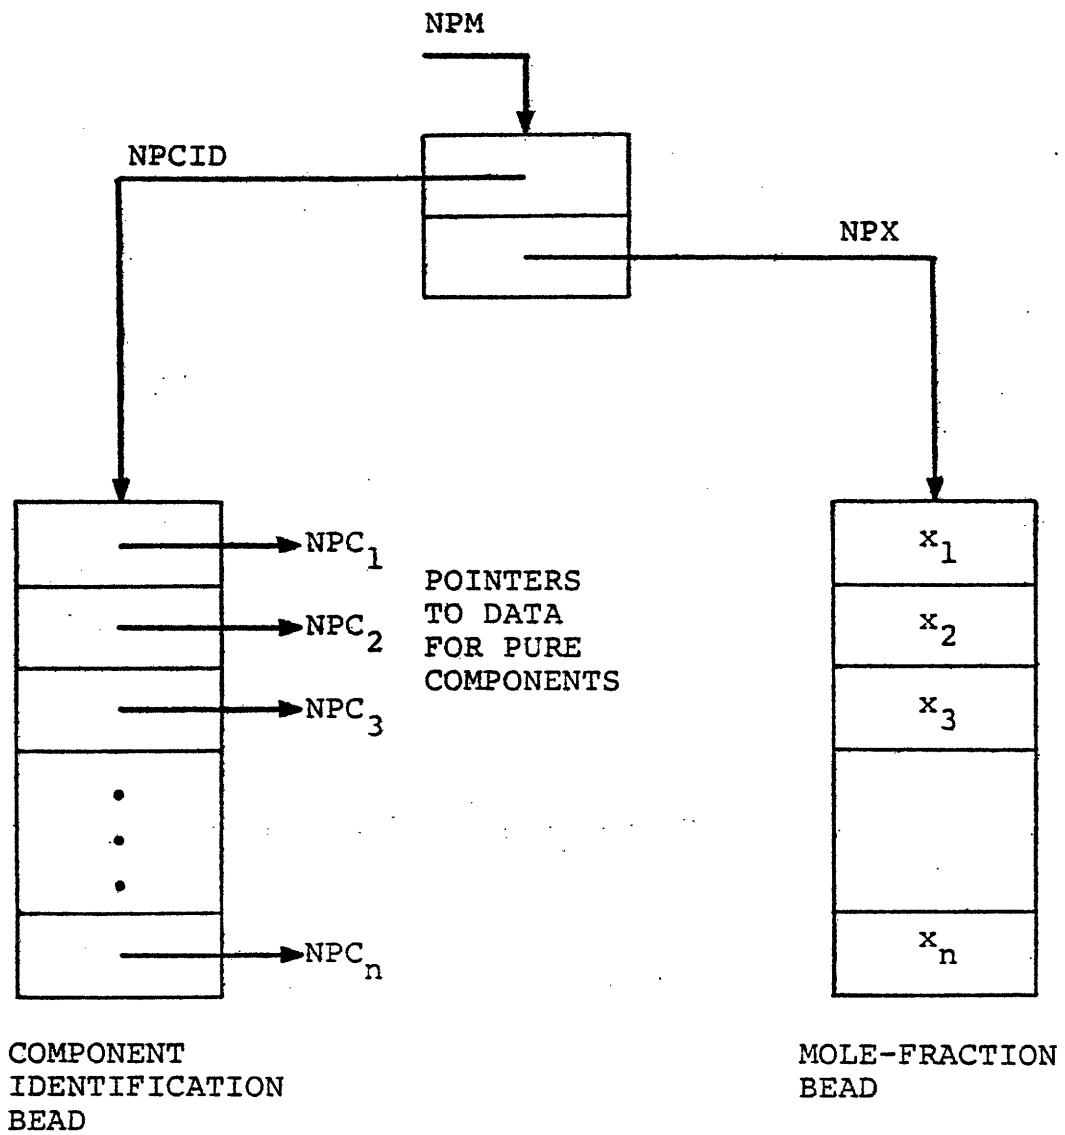 NPM
NPCID
NPX
NPC1
NPC2
NPC3
NPCn
POINTERS
TO DATA
FOR PURE
COMPONENTS
x1
x2
x3
xn
COMPONENT
IDENTIFICATION
BEAD
MOLE-FRACTION
BEAD